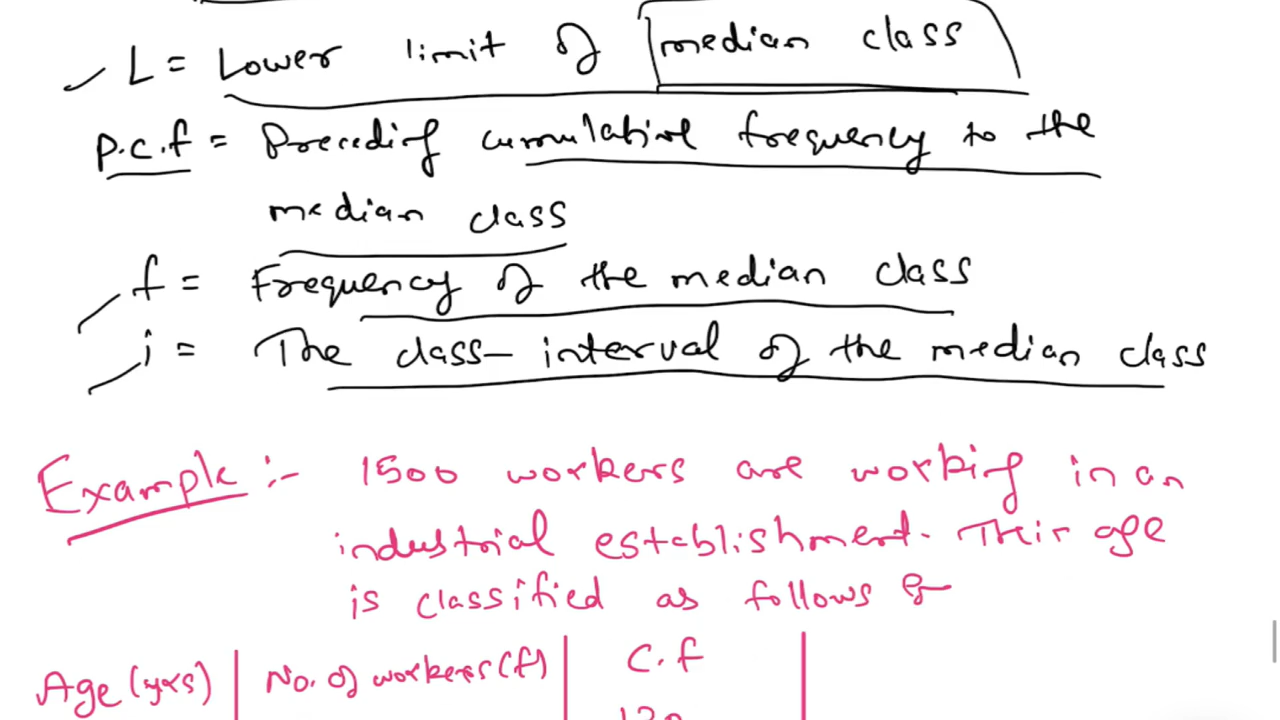 L = Lower limit of median class
p.c.f = Preceding cumulative frequency to the
median class
f = Frequency of the median class
i = The class-interval of the median class
Example :- 1500 workers are working in an
industrial establishment. Their age
is classified as follows
Age (yrs) No. of workers (f) C.f